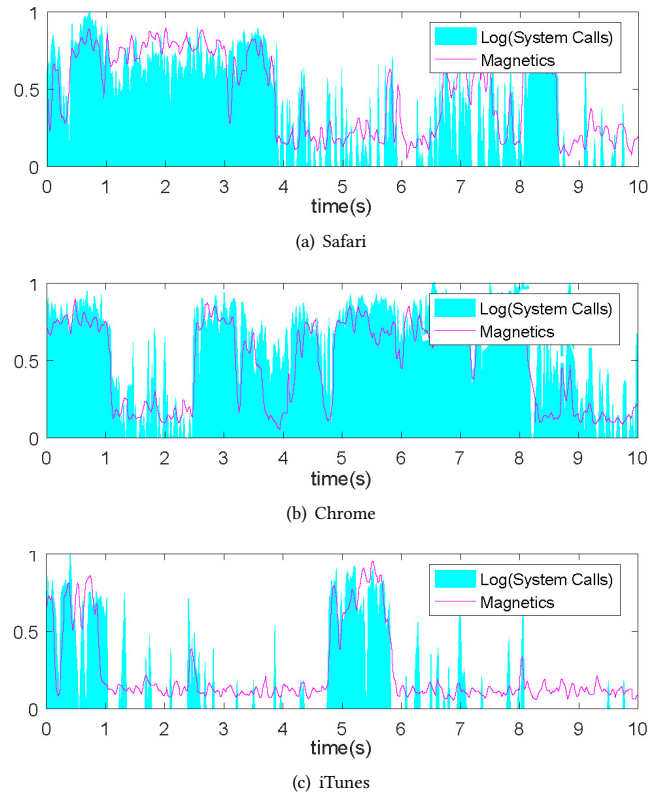 1
Log(System Calls)
Magnetics
0.5
0
0 1 2 3 4 5 6 7 8 9 10
time(s)
(a) Safari
1
Log(System Calls)
Magnetics
0.5
0
0 1 2 3 4 5 6 7 8 9 10
time(s)
(b) Chrome
1
Log(System Calls)
Magnetics
0.5
0
0 1 2 3 4 5 6 7 8 9 10
time(s)
(c) iTunes